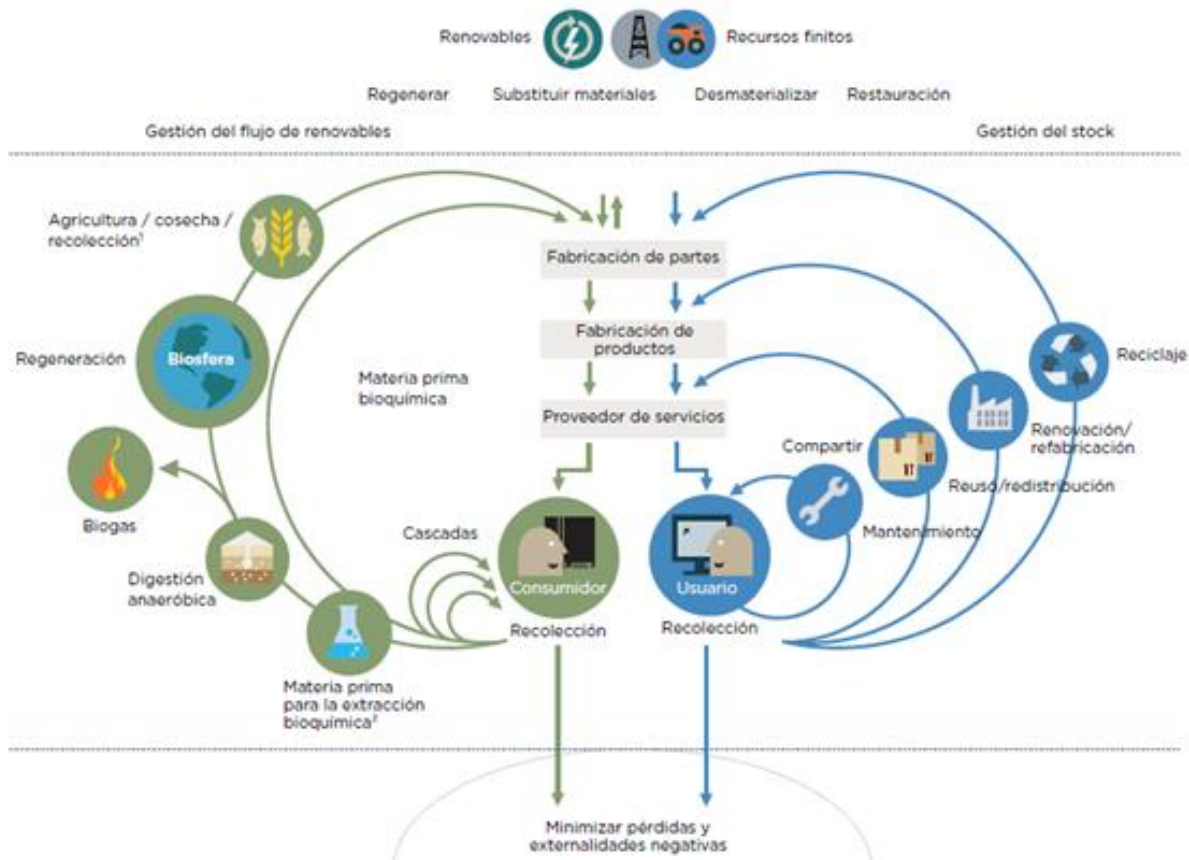 Renovables
Recursos finitos
Regenerar
Substituir materiales
Desmaterializar
Restauración
Gestión del flujo de renovables
Gestión del stock
Agricultura / cosecha /
recolección¹
Fabricación de partes
Regeneración
Biosfera
Fabricación de
productos
Reciclaje
Materia prima
bioquímica
Proveedor de servicios
Renovación/
refabricación
Compartir
Reuso/redistribución
Biogas
Cascadas
Mantenimiento
Digestión
anaeróbica
Consumidor
Usuario
Recolección
Recolección
Materia prima
para la extracción
bioquímica²
Minimizar pérdidas y
externalidades negativas